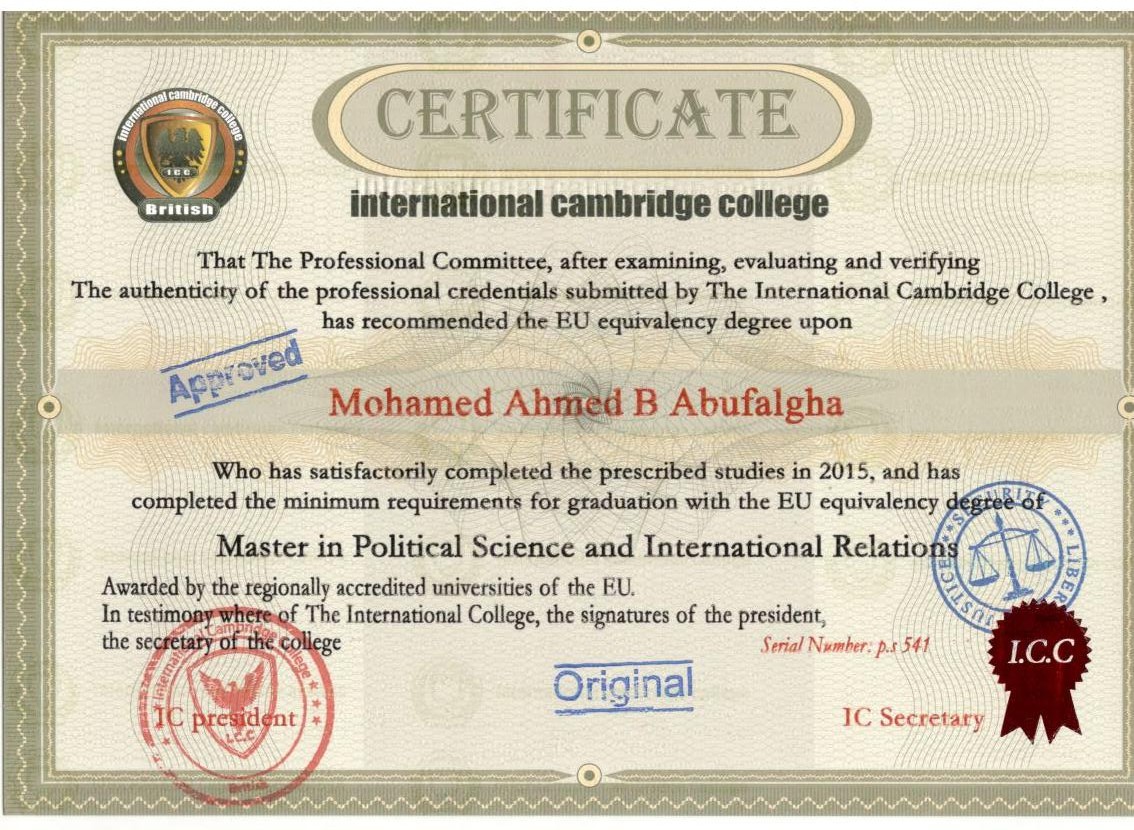 CERTIFICATE
international cambridge college
ICC
British
international cambridge college
That The Professional Committee, after examining, evaluating and verifying
The authenticity of the professional credentials submitted by The International Cambridge College ,
has recommended the EU equivalency degree upon
Approved
Mohamed Ahmed B Abufalgha
Who has satisfactorily completed the prescribed studies in 2015, and has
completed the minimum requirements for graduation with the EU equivalency degree of
Master in Political Science and International Relations
SECURITY *** LIBER
JUSTICE
Awarded by the regionally accredited universities of the EU.
In testimony where of The International College, the signatures of the president,
the secretary of the college
Serial Number: p.s 541
I.C.C
International Cambridge College
I.C.C
British
IC president
Original
IC Secretary